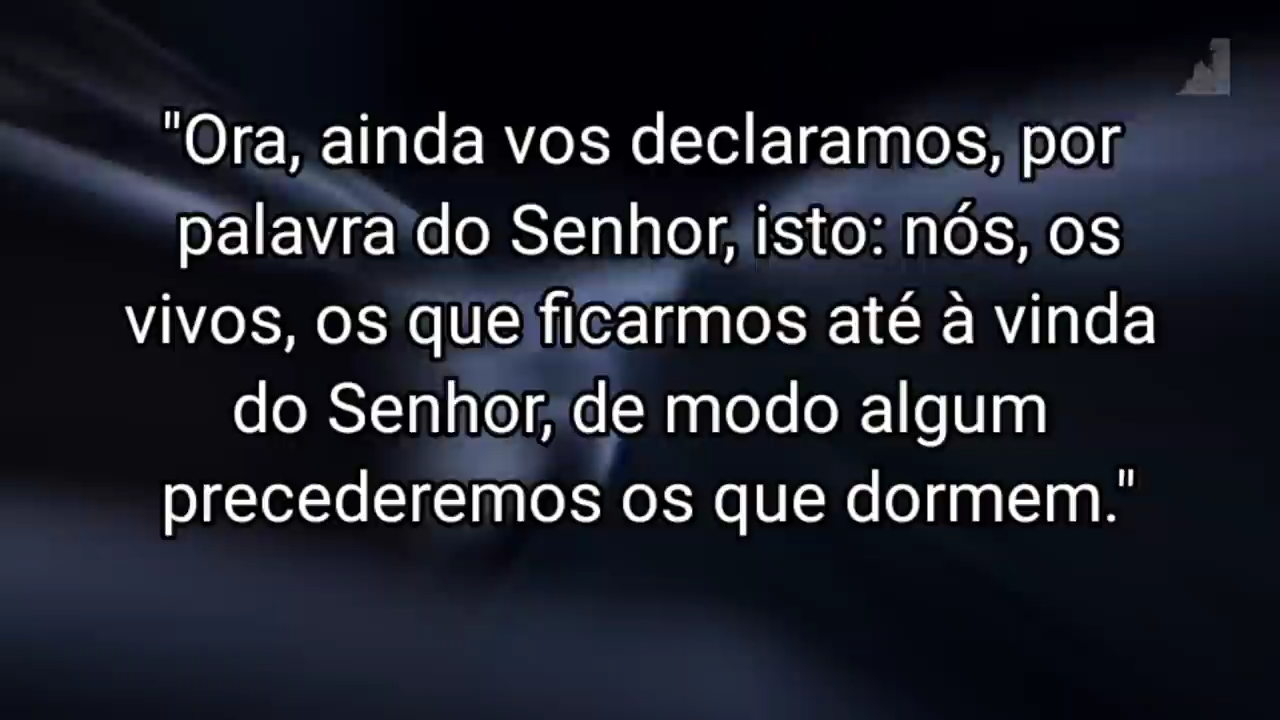 "Ora, ainda vos declaramos, por
palavra do Senhor, isto: nós, os
vivos, os que ficarmos até à vinda
do Senhor, de modo algum
precederemos os que dormem."